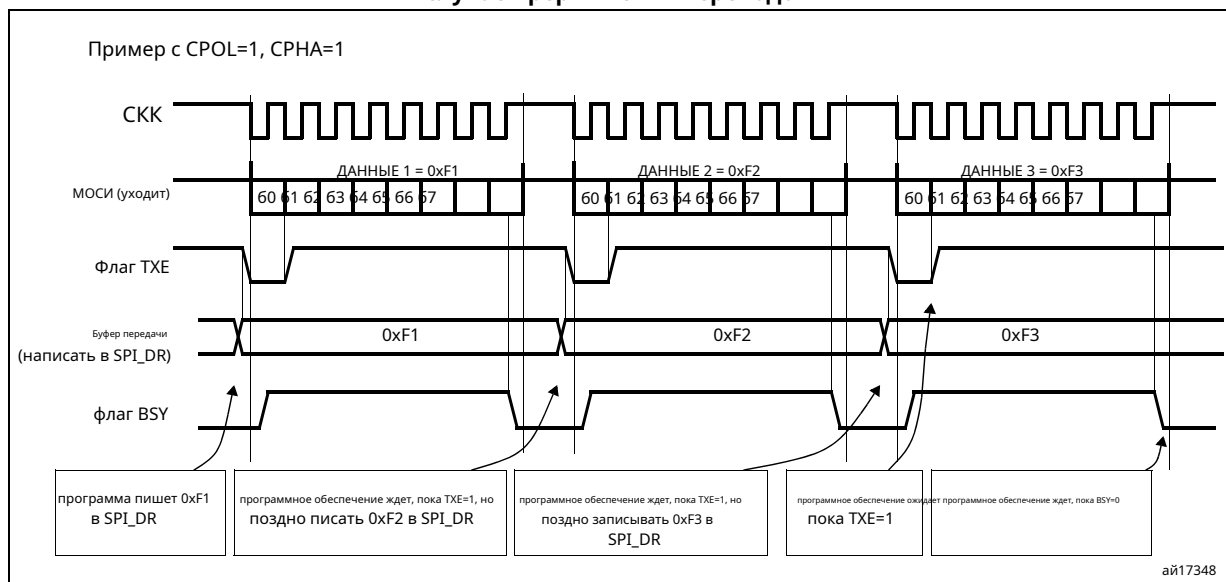 Пример с CPOL=1, CPHA=1
СКК
ДАННЫЕ 1 = 0xF1
ДАННЫЕ 2 = 0xF2
ДАННЫЕ 3 = 0xF3
МОСИ (уходит)
60 61 62 63 64 65 66 67
60 61 62 63 64 65 66 67
60 61 62 63 64 65 66 67
Флаг TXE
Буфер передачи
(написать в SPI_DR)
0xF1
0xF2
0xF3
флаг BSY
программа пишет 0xF1
в SPI_DR
программное обеспечение ждет, пока TXE=1, но
поздно писать 0xF2 в SPI_DR
программное обеспечение ждет, пока TXE=1, но
поздно записывать 0xF3 в
SPI_DR
программное обеспечение ожидает
пока TXE=1
программное обеспечение ждет, пока BSY=0
ай17348